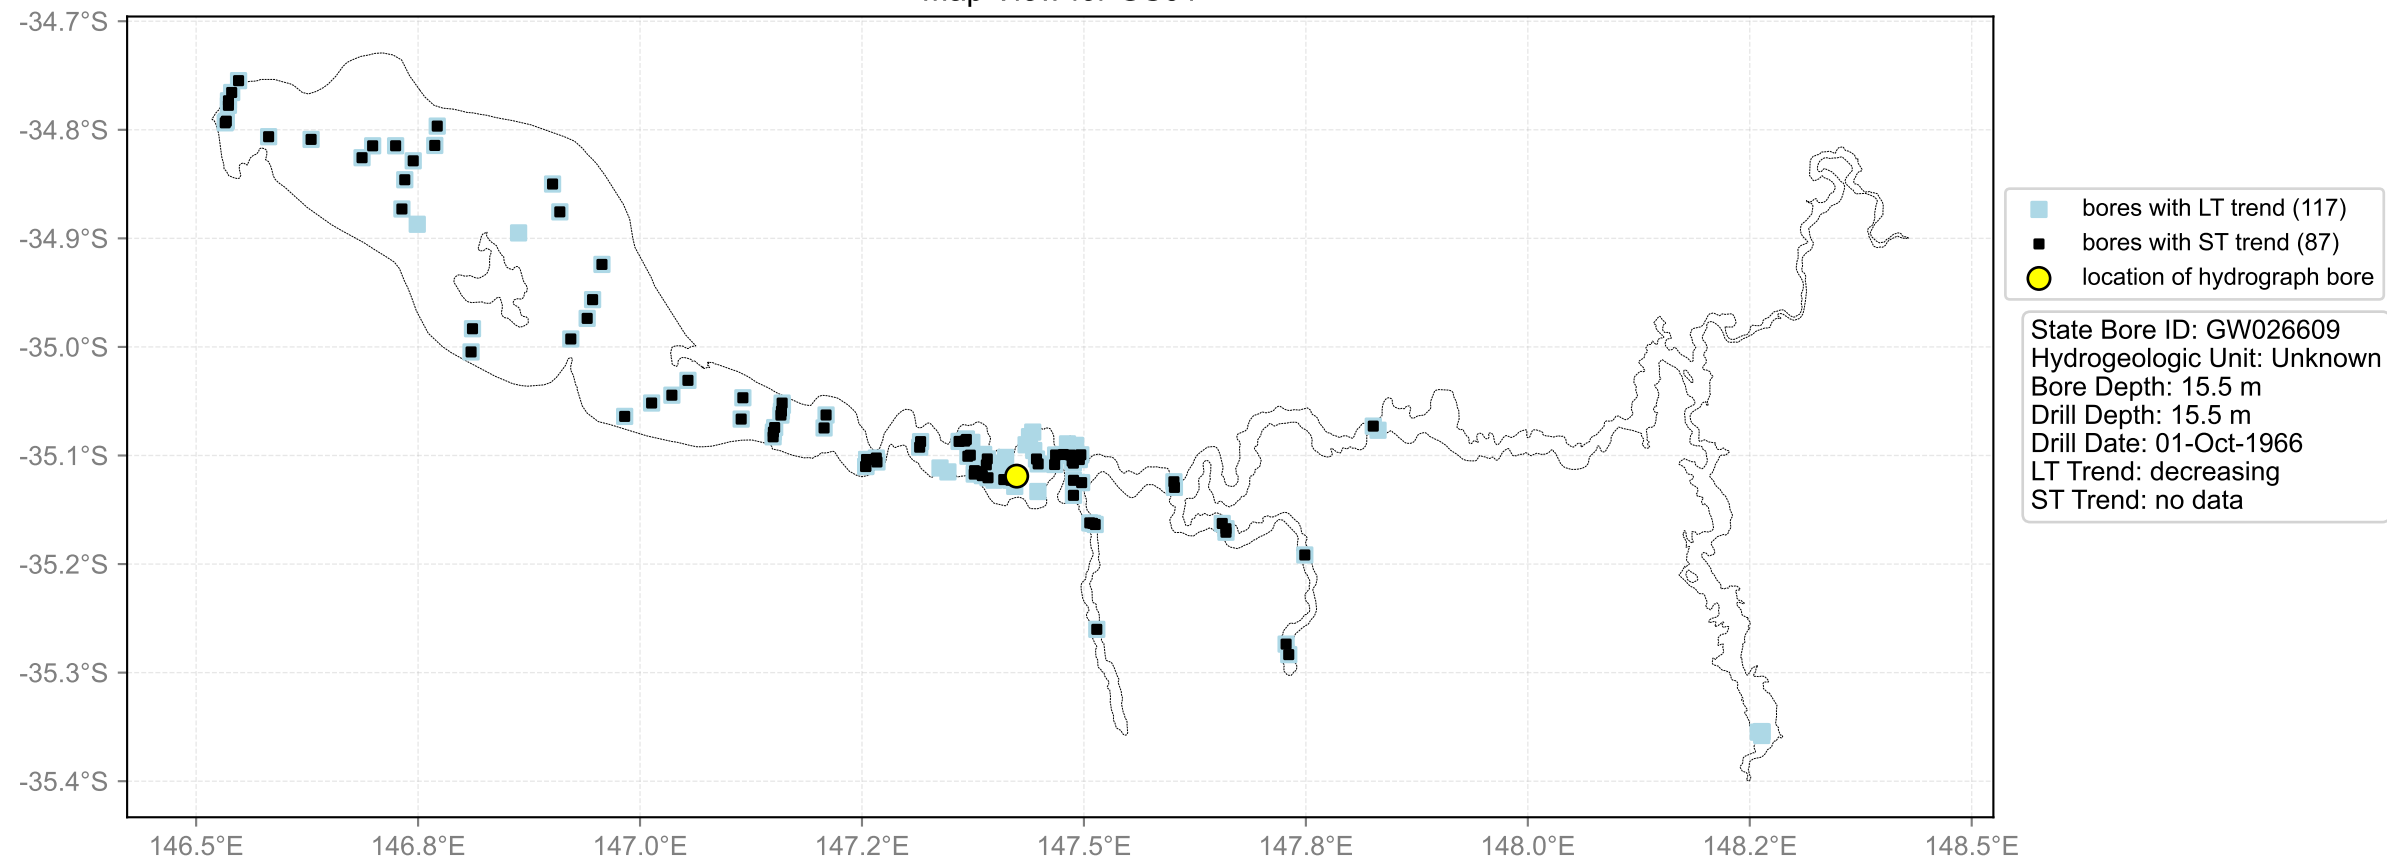 -34.7°S
-34.8°S
-34.9°S
-35.0°S
-35.1°S
-35.2°S
-35.3°S
-35.4°S
146.5°E 146.8°E 147.0°E 147.2°E 147.5°E 147.8°E 148.0°E 148.2°E 148.5°E
bores with LT trend (117)
bores with ST trend (87)
location of hydrograph bore
State Bore ID: GW026609
Hydrogeologic Unit: Unknown
Bore Depth: 15.5 m
Drill Depth: 15.5 m
Drill Date: 01-Oct-1966
LT Trend: decreasing
ST Trend: no data